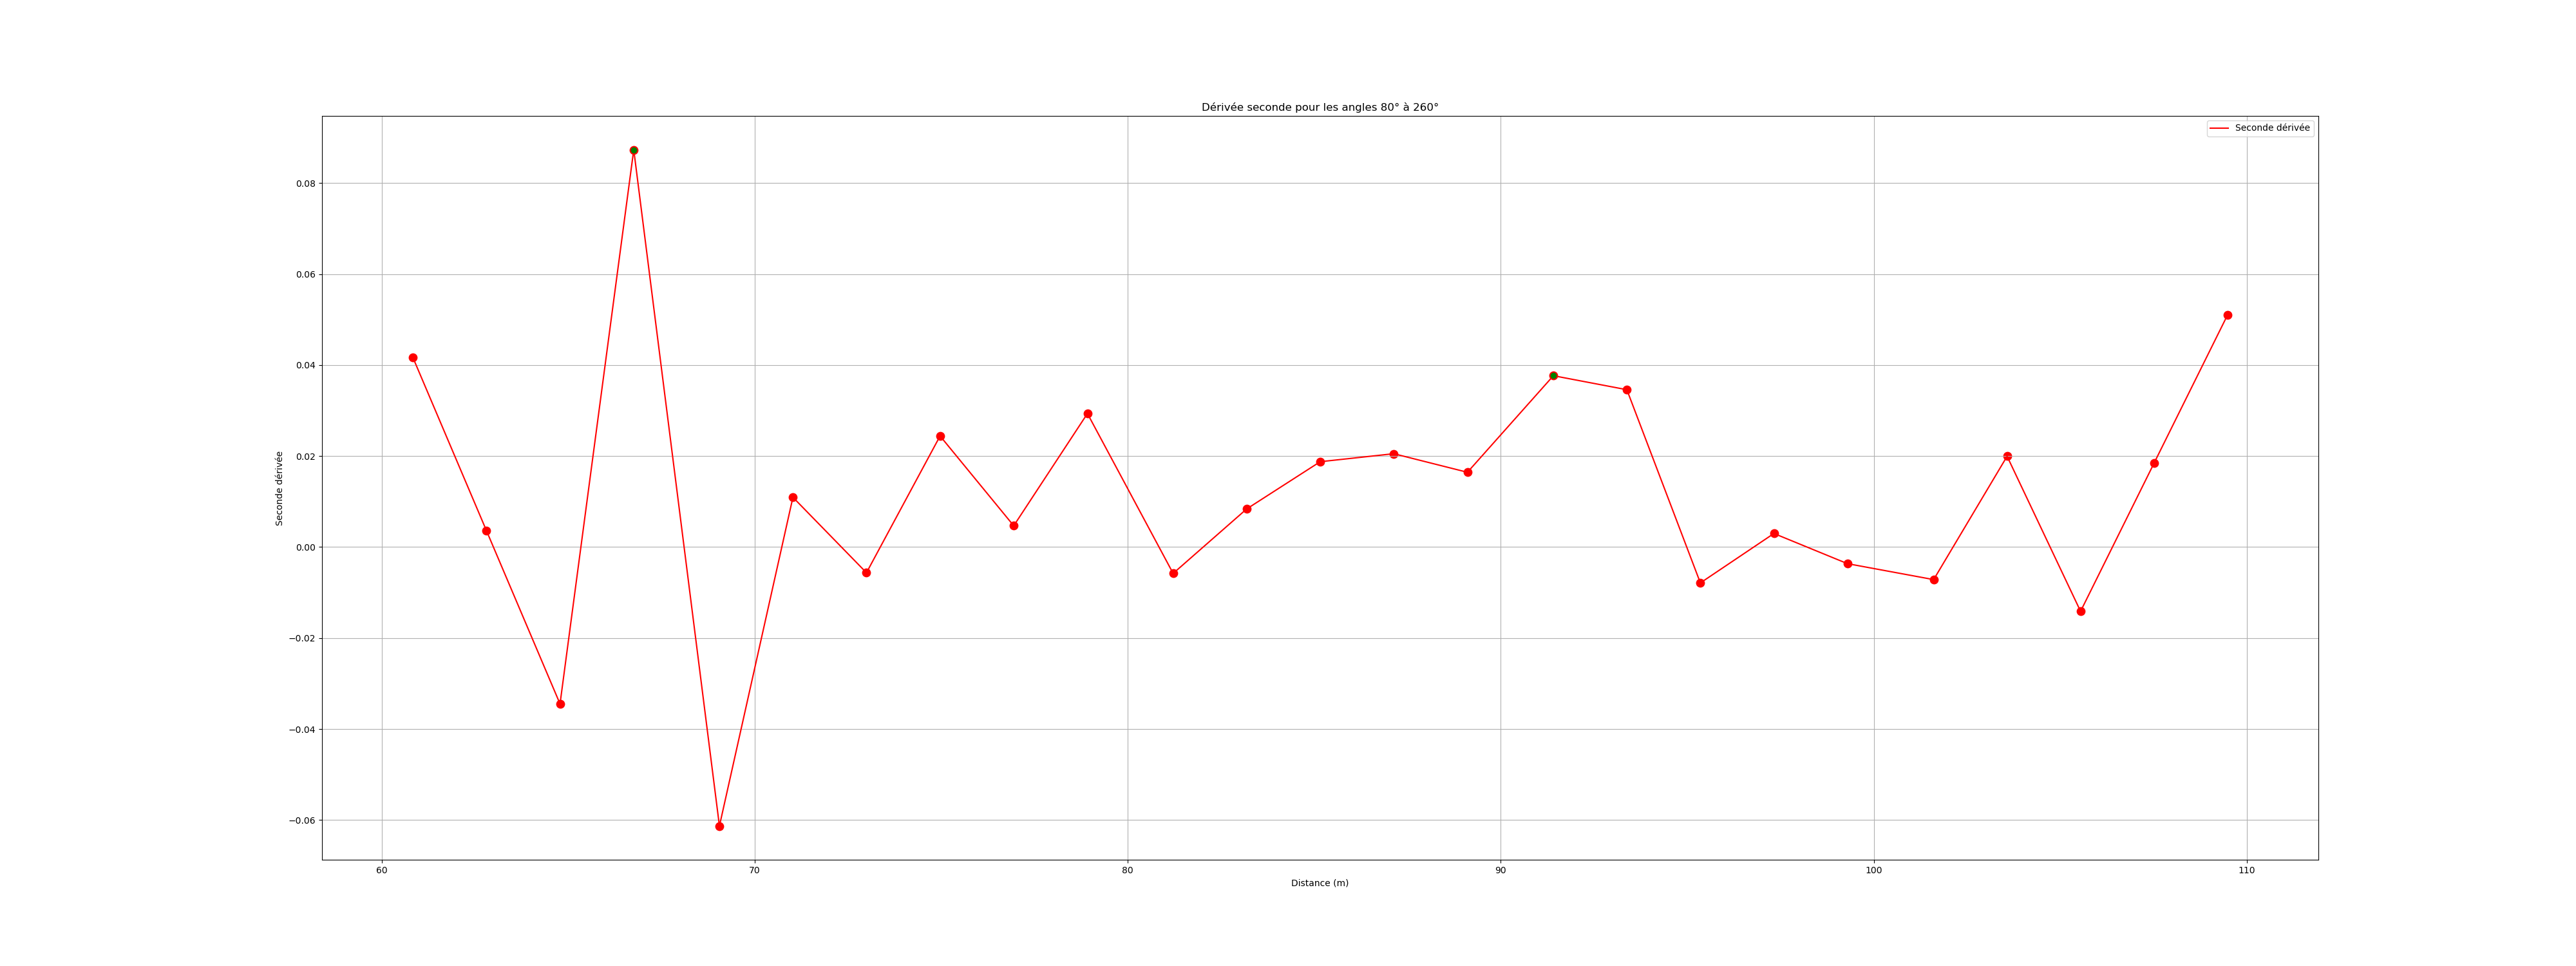 Dérivée seconde pour les angles 80° à 260°
Seconde dérivée
0.08
0.06
0.04
0.02
0.00
−0.02
−0.04
−0.06
Seconde dérivée
60 70 80 90 100 110
Distance (m)